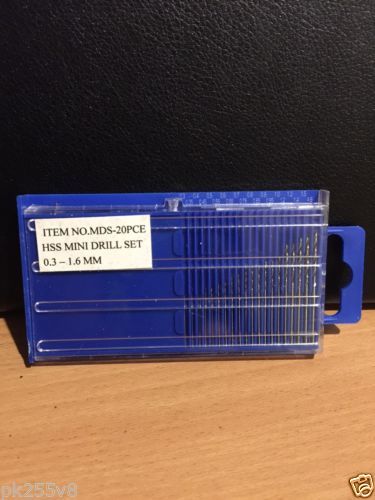 ITEM NO.MDS-20PCE
HSS MINI DRILL SET
0.3 – 1.6 MM
pk255v8